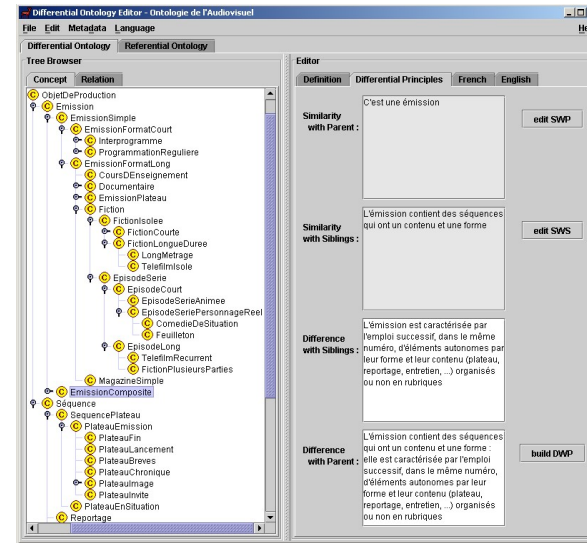 Differential Ontology Editor - Ontologie de l'Audiovisuel
File Edit Metadata Language
Differential Ontology Referential Ontology
Tree Browser
Concept Relation
ObjetDeProduction
Emission
EmissionSimple
EmissionFormatCourt
Interprogramme
ProgrammationReguliere
EmissionFormatLong
CoursDEnseignement
Documentaire
EmissionPlateau
Fiction
FictionIsolee
FictionCourte
FictionLongueDuree
LongMetrage
TelefilmIsole
EpisodeSerie
EpisodeCourt
EpisodeSerieAnimee
EpisodeSeriePersonnageReel
ComedieDeSituation
Feuilleton
EpisodeLong
TelefilmRecurrent
FictionPlusieursParties
MagazineSimple
EmissionComposite
Séquence
SequencePlateau
PlateauEmission
PlateauFin
PlateauLancement
PlateauBreves
PlateauChronique
PlateauImage
PlateauInvite
PlateauEnSituation
Reportage
Editor
Definition Differential Principles French English
Similarity
with Parent :
C'est une émission
edit SWP
Similarity
with Siblings :
L'émission contient des séquences
qui ont un contenu et une forme
edit SWS
Difference
with Siblings :
L'émission est caractérisée par
l'emploi successif, dans le même
numéro, d'éléments autonomes par
leur forme et leur contenu (plateau,
reportage, entretien, ...) organisés
ou non en rubriques
Difference
with Parent :
L'émission contient des séquences
qui ont un contenu et une forme :
elle est caractérisée par l'emploi
successif, dans le même numéro,
d'éléments autonomes par leur
forme et leur contenu (plateau,
reportage, entretien, ...) organisés
ou non en rubriques
build DWP